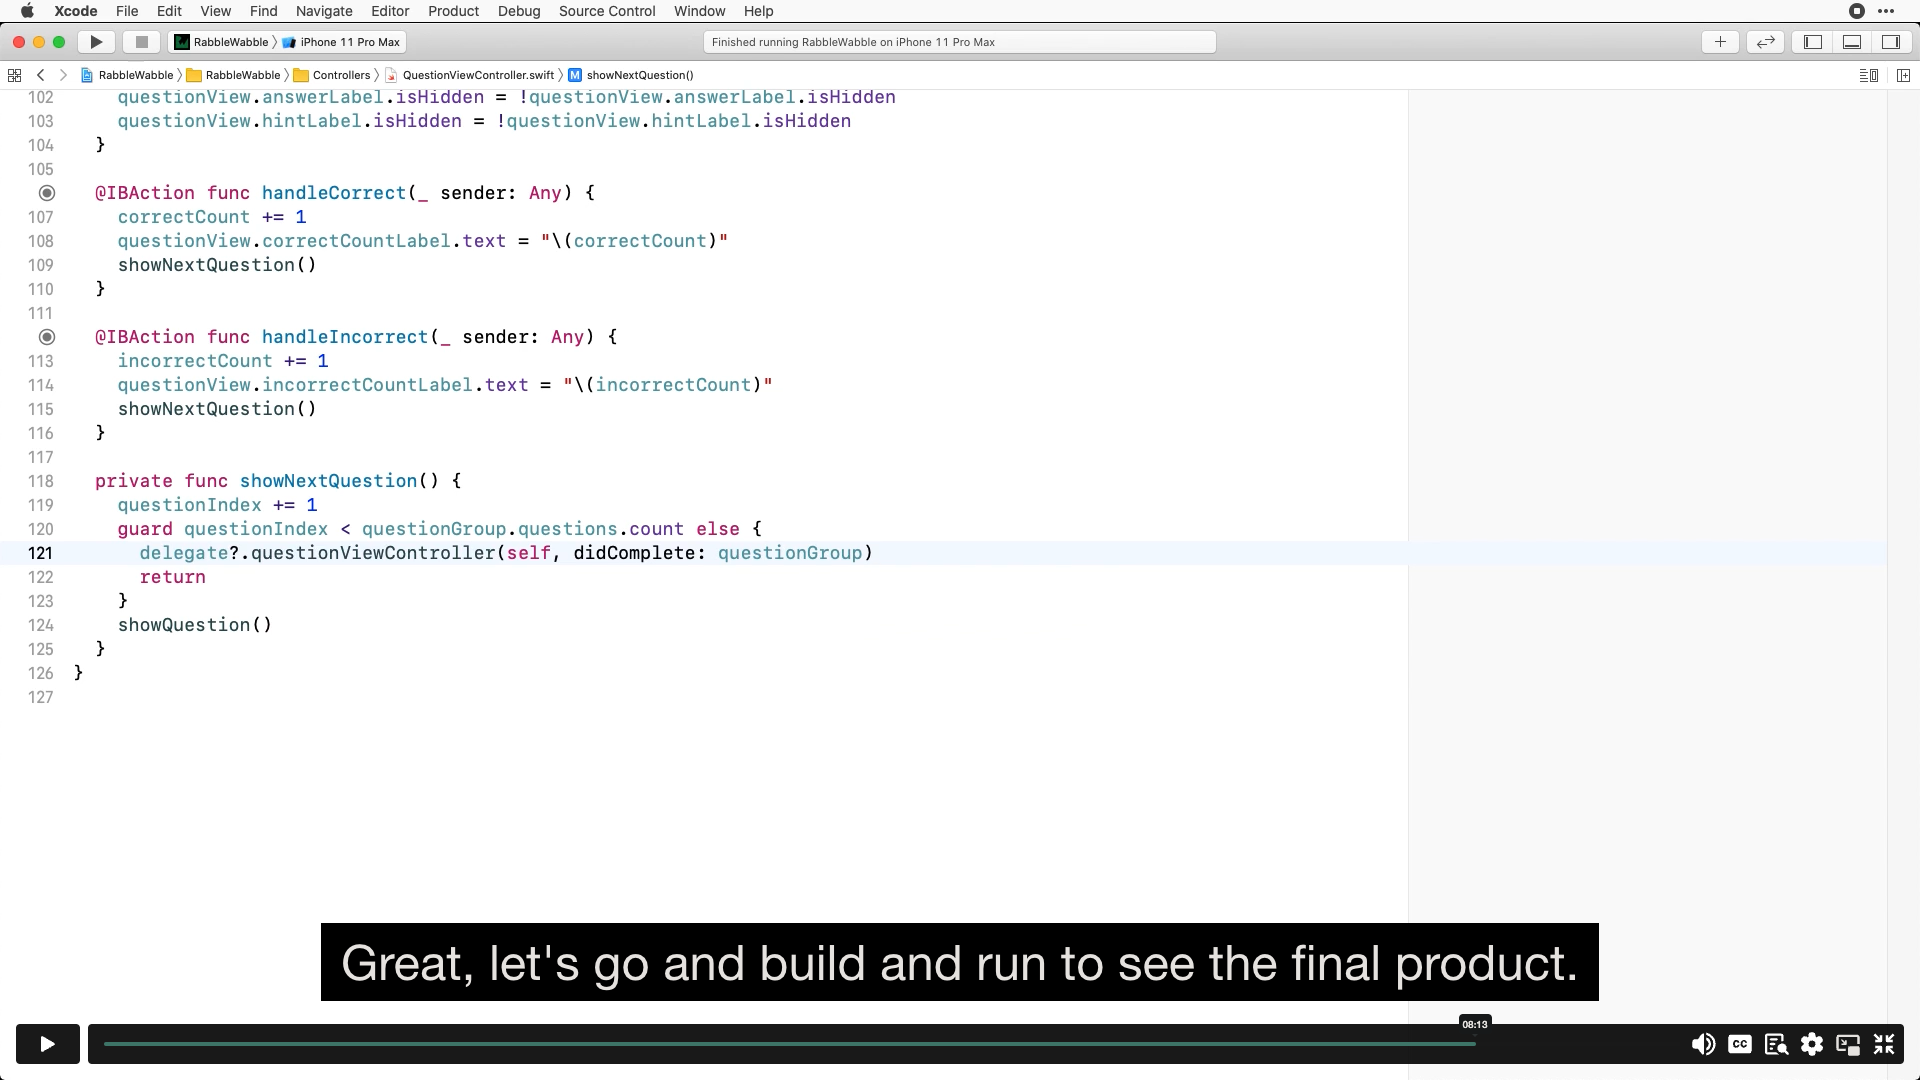 Xcode File Edit View Find Navigate Editor Product Debug Source Control Window Help
RabbleWabble iPhone 11 Pro Max Finished running RabbleWabble on iPhone 11 Pro Max
RabbleWabble RabbleWabble Controllers QuestionViewController.swift M showNextQuestion()
102 questionView.answerLabel.isHidden = !questionView.answerLabel.isHidden
103 questionView.hintLabel.isHidden = !questionView.hintLabel.isHidden
104 }
105
@IBAction func handleCorrect(_ sender: Any) {
107 correctCount += 1
108 questionView.correctCountLabel.text = "\(correctCount)"
109 showNextQuestion()
110 }
111
@IBAction func handleIncorrect(_ sender: Any) {
113 incorrectCount += 1
114 questionView.incorrectCountLabel.text = "\(incorrectCount)"
115 showNextQuestion()
116 }
117
118 private func showNextQuestion() {
119 questionIndex += 1
120 guard questionIndex < questionGroup.questions.count else {
121 delegate?.questionViewController(self, didComplete: questionGroup)
122 return
123 }
124 showQuestion()
125 }
126 }
127
Great, let's go and build and run to see the final product.
08:13
CC